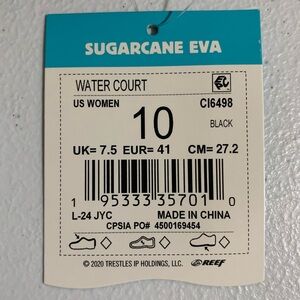 SUGARCANE EVA
WATER COURT
US WOMEN
CI6498
10
BLACK
UK= 7.5 EUR= 41 CM= 27.2
1 95333 35701 0
L-24 JYC MADE IN CHINA
CPSIA PO# 4500169454
© 2020 TRESTLES IP HOLDINGS, LLC. REEF